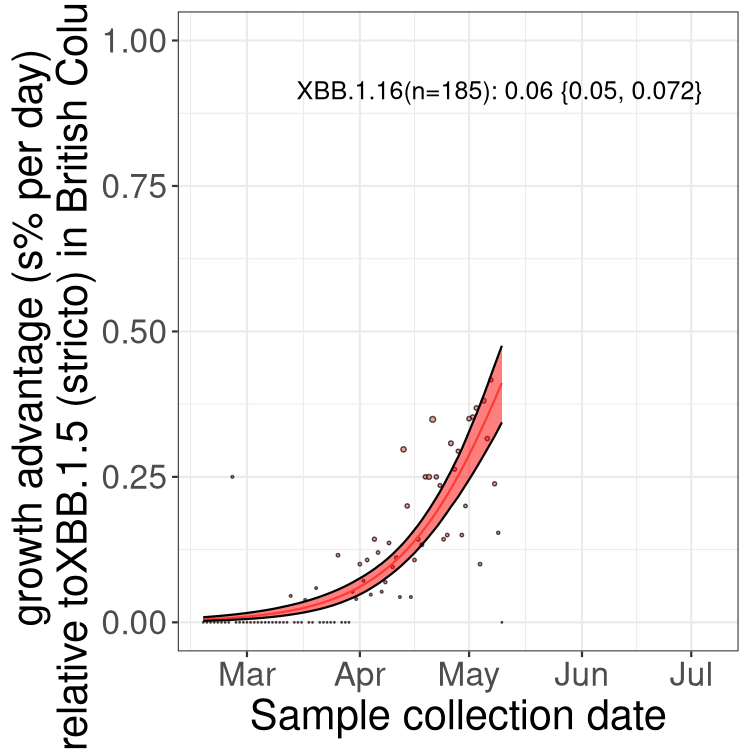 growth advantage (s% per day)
relative toXBB.1.5 (stricto) in British Colu
1.00
0.75
0.50
0.25
0.00
XBB.1.16(n=185): 0.06 {0.05, 0.072}
Mar Apr May Jun Jul
Sample collection date